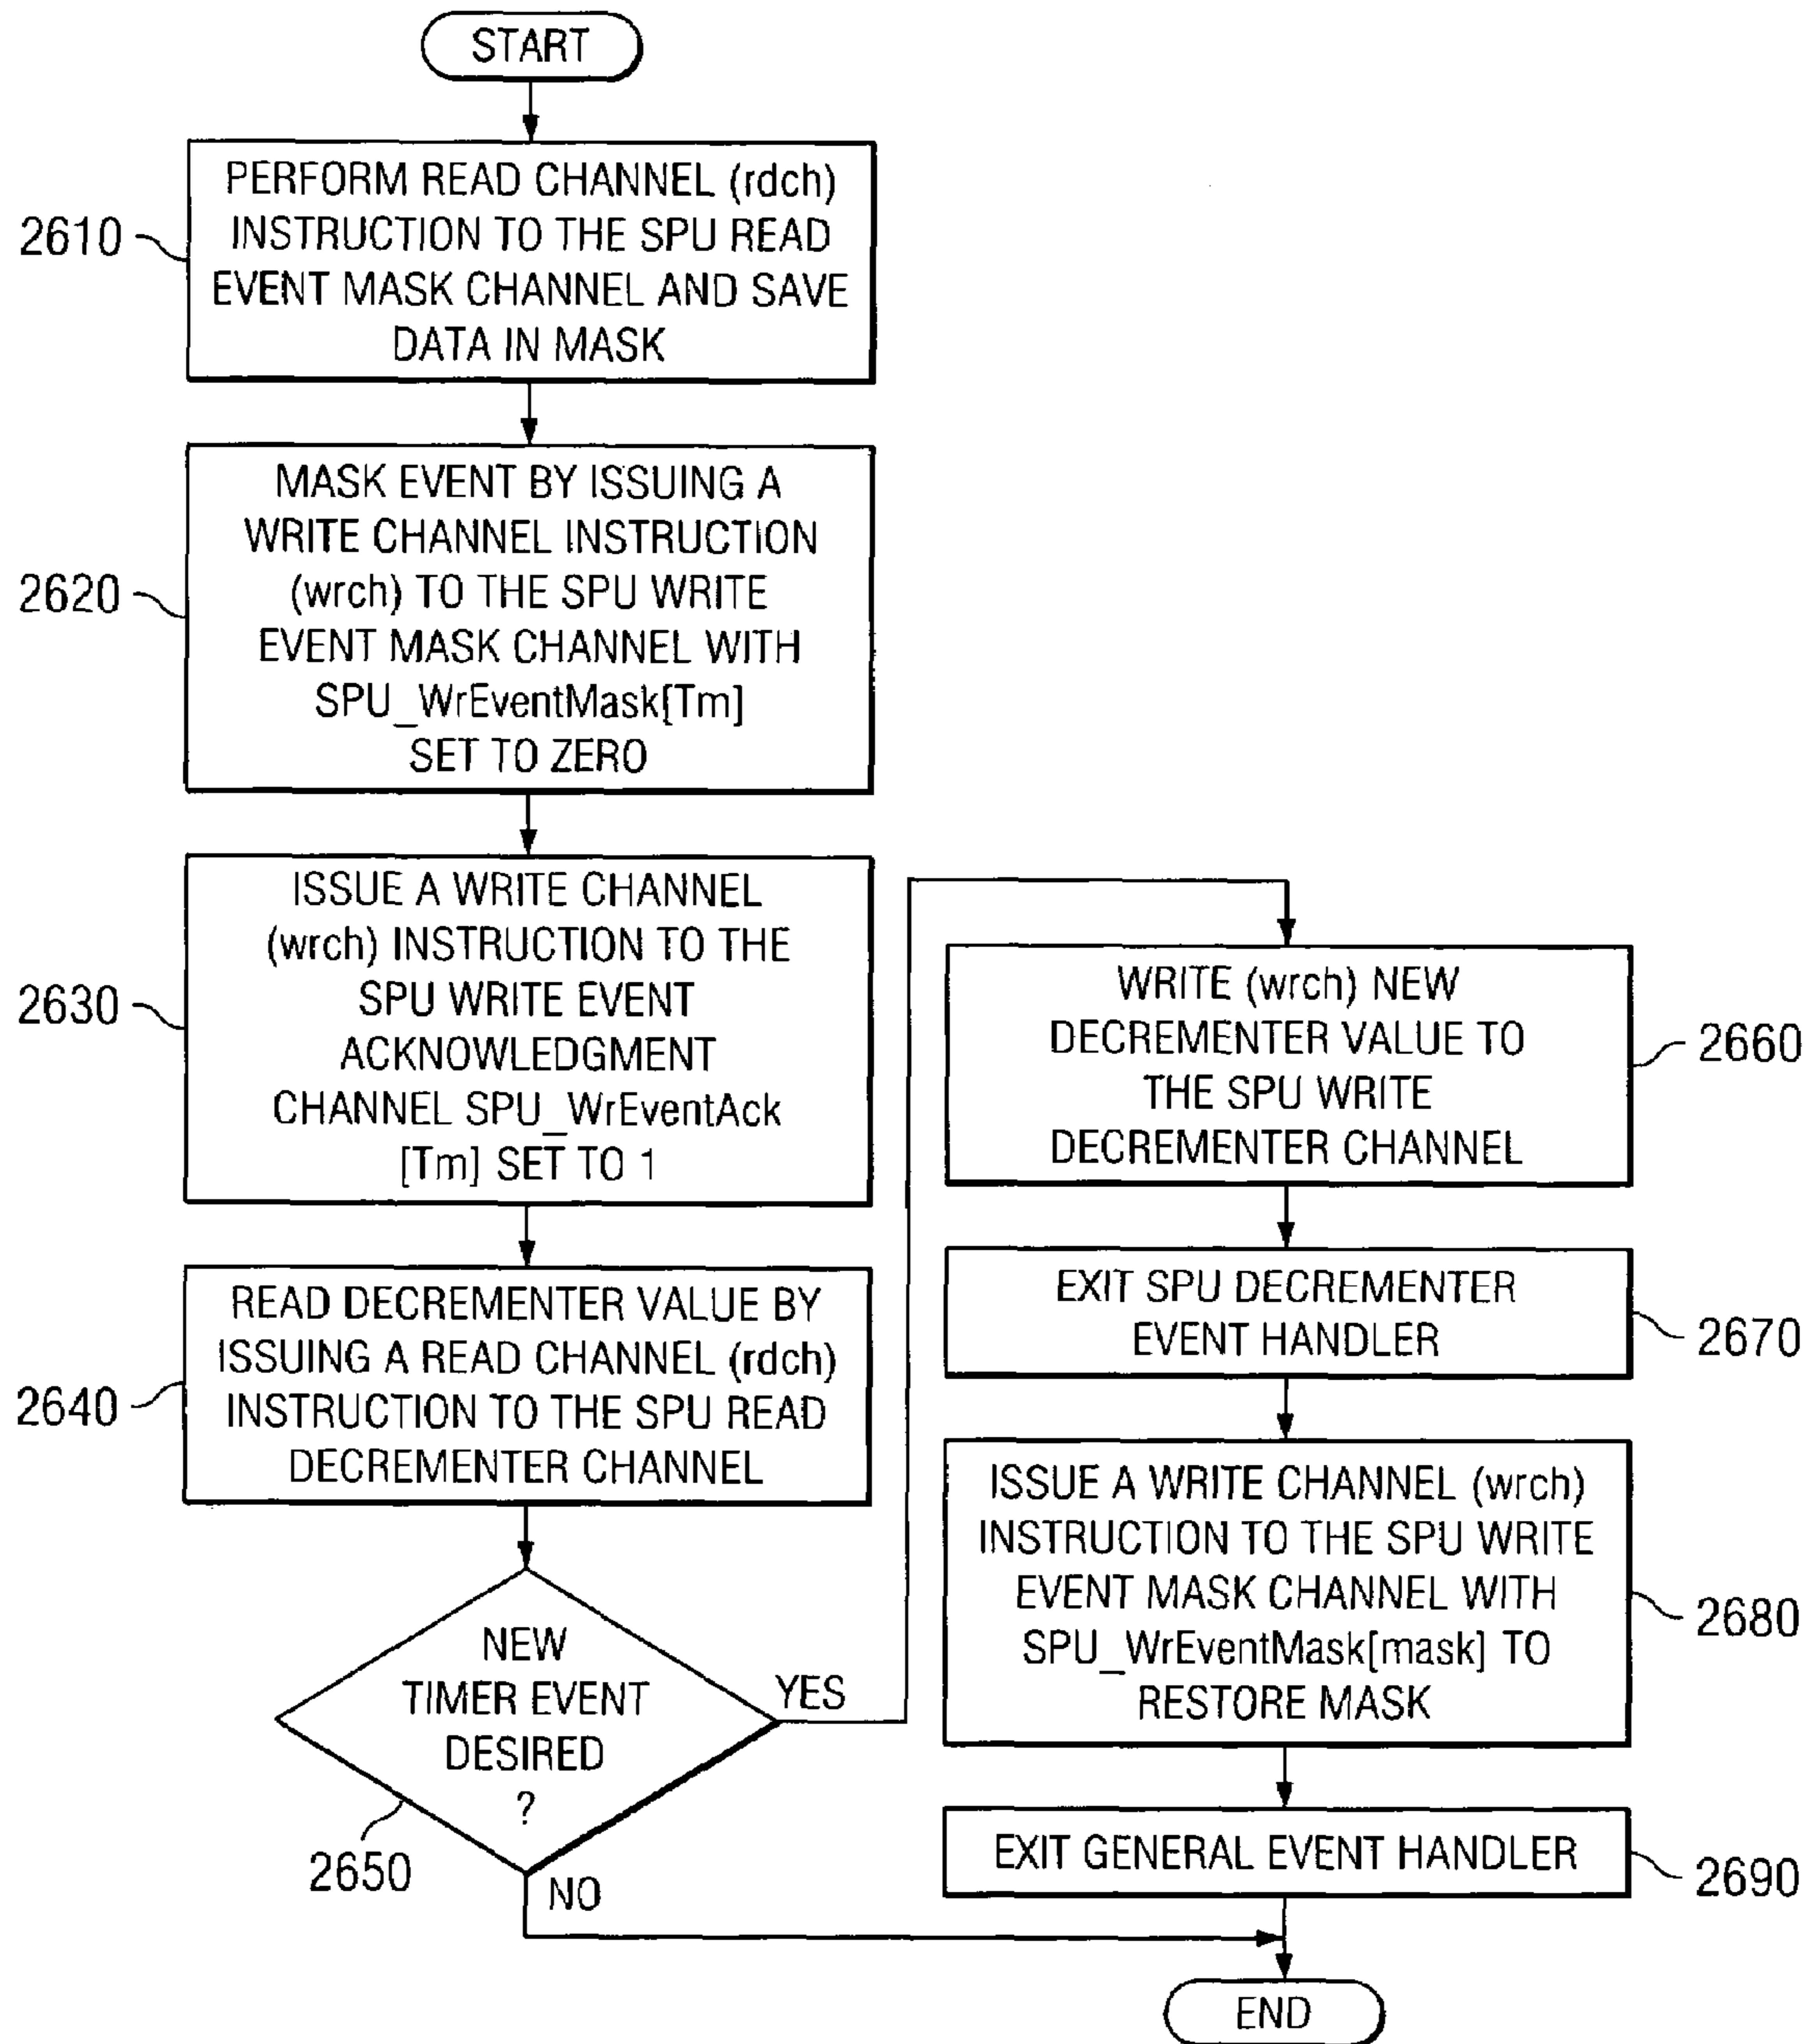 START
PERFORM READ CHANNEL (rdch)
INSTRUCTION TO THE SPU READ
EVENT MASK CHANNEL AND SAVE
DATA IN MASK
2610
MASK EVENT BY ISSUING A
WRITE CHANNEL INSTRUCTION
(wrch) TO THE SPU WRITE
EVENT MASK CHANNEL WITH
SPU_WrEventMask[Tm]
SET TO ZERO
2620
ISSUE A WRITE CHANNEL
(wrch) INSTRUCTION TO THE
SPU WRITE EVENT
ACKNOWLEDGMENT
CHANNEL SPU_WrEventAck
[Tm] SET TO 1
2630
READ DECREMENTER VALUE BY
ISSUING A READ CHANNEL (rdch)
INSTRUCTION TO THE SPU READ
DECREMENTER CHANNEL
2640
NEW
TIMER EVENT
DESIRED
?
2650
YES
NO
WRITE (wrch) NEW
DECREMENTER VALUE TO
THE SPU WRITE
DECREMENTER CHANNEL
2660
EXIT SPU DECREMENTER
EVENT HANDLER
2670
ISSUE A WRITE CHANNEL (wrch)
INSTRUCTION TO THE SPU WRITE
EVENT MASK CHANNEL WITH
SPU_WrEventMask[mask] TO
RESTORE MASK
2680
EXIT GENERAL EVENT HANDLER
2690
END